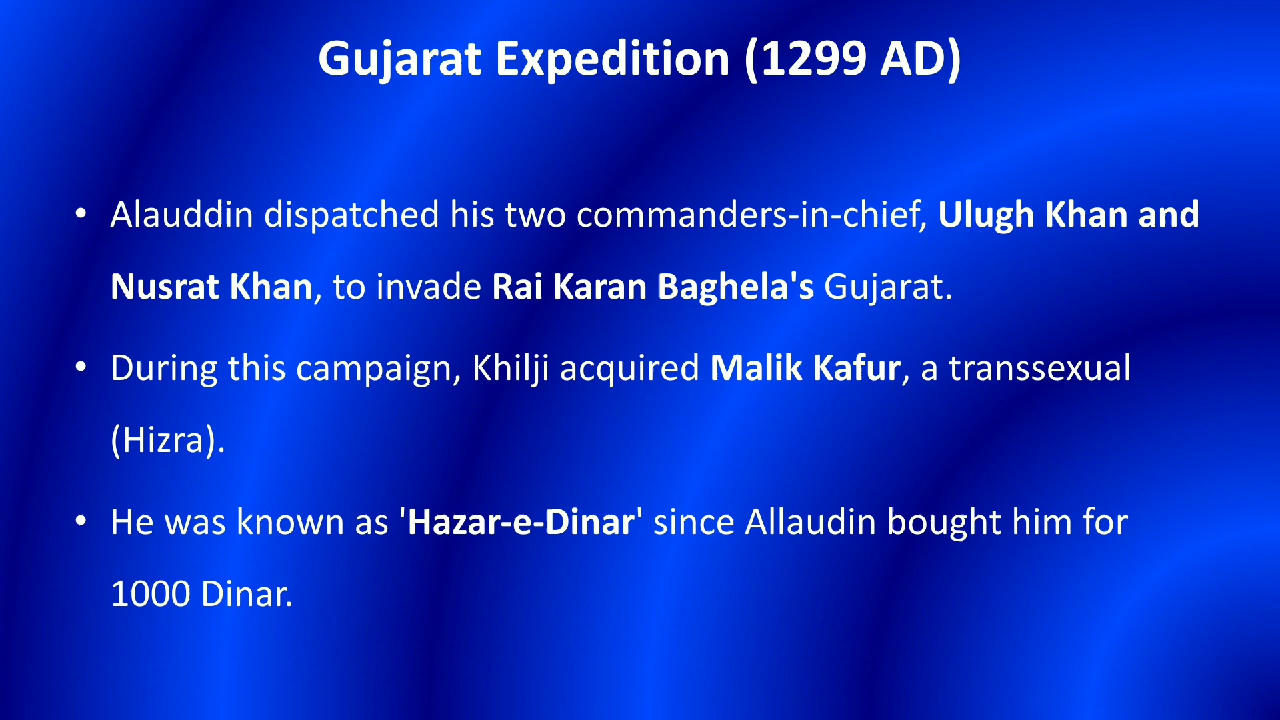 Gujarat Expedition (1299 AD)
• Alauddin dispatched his two commanders-in-chief, Ulugh Khan and
Nusrat Khan, to invade Rai Karan Baghela's Gujarat.
• During this campaign, Khilji acquired Malik Kafur, a transsexual
(Hizra).
• He was known as 'Hazar-e-Dinar' since Allaudin bought him for
1000 Dinar.